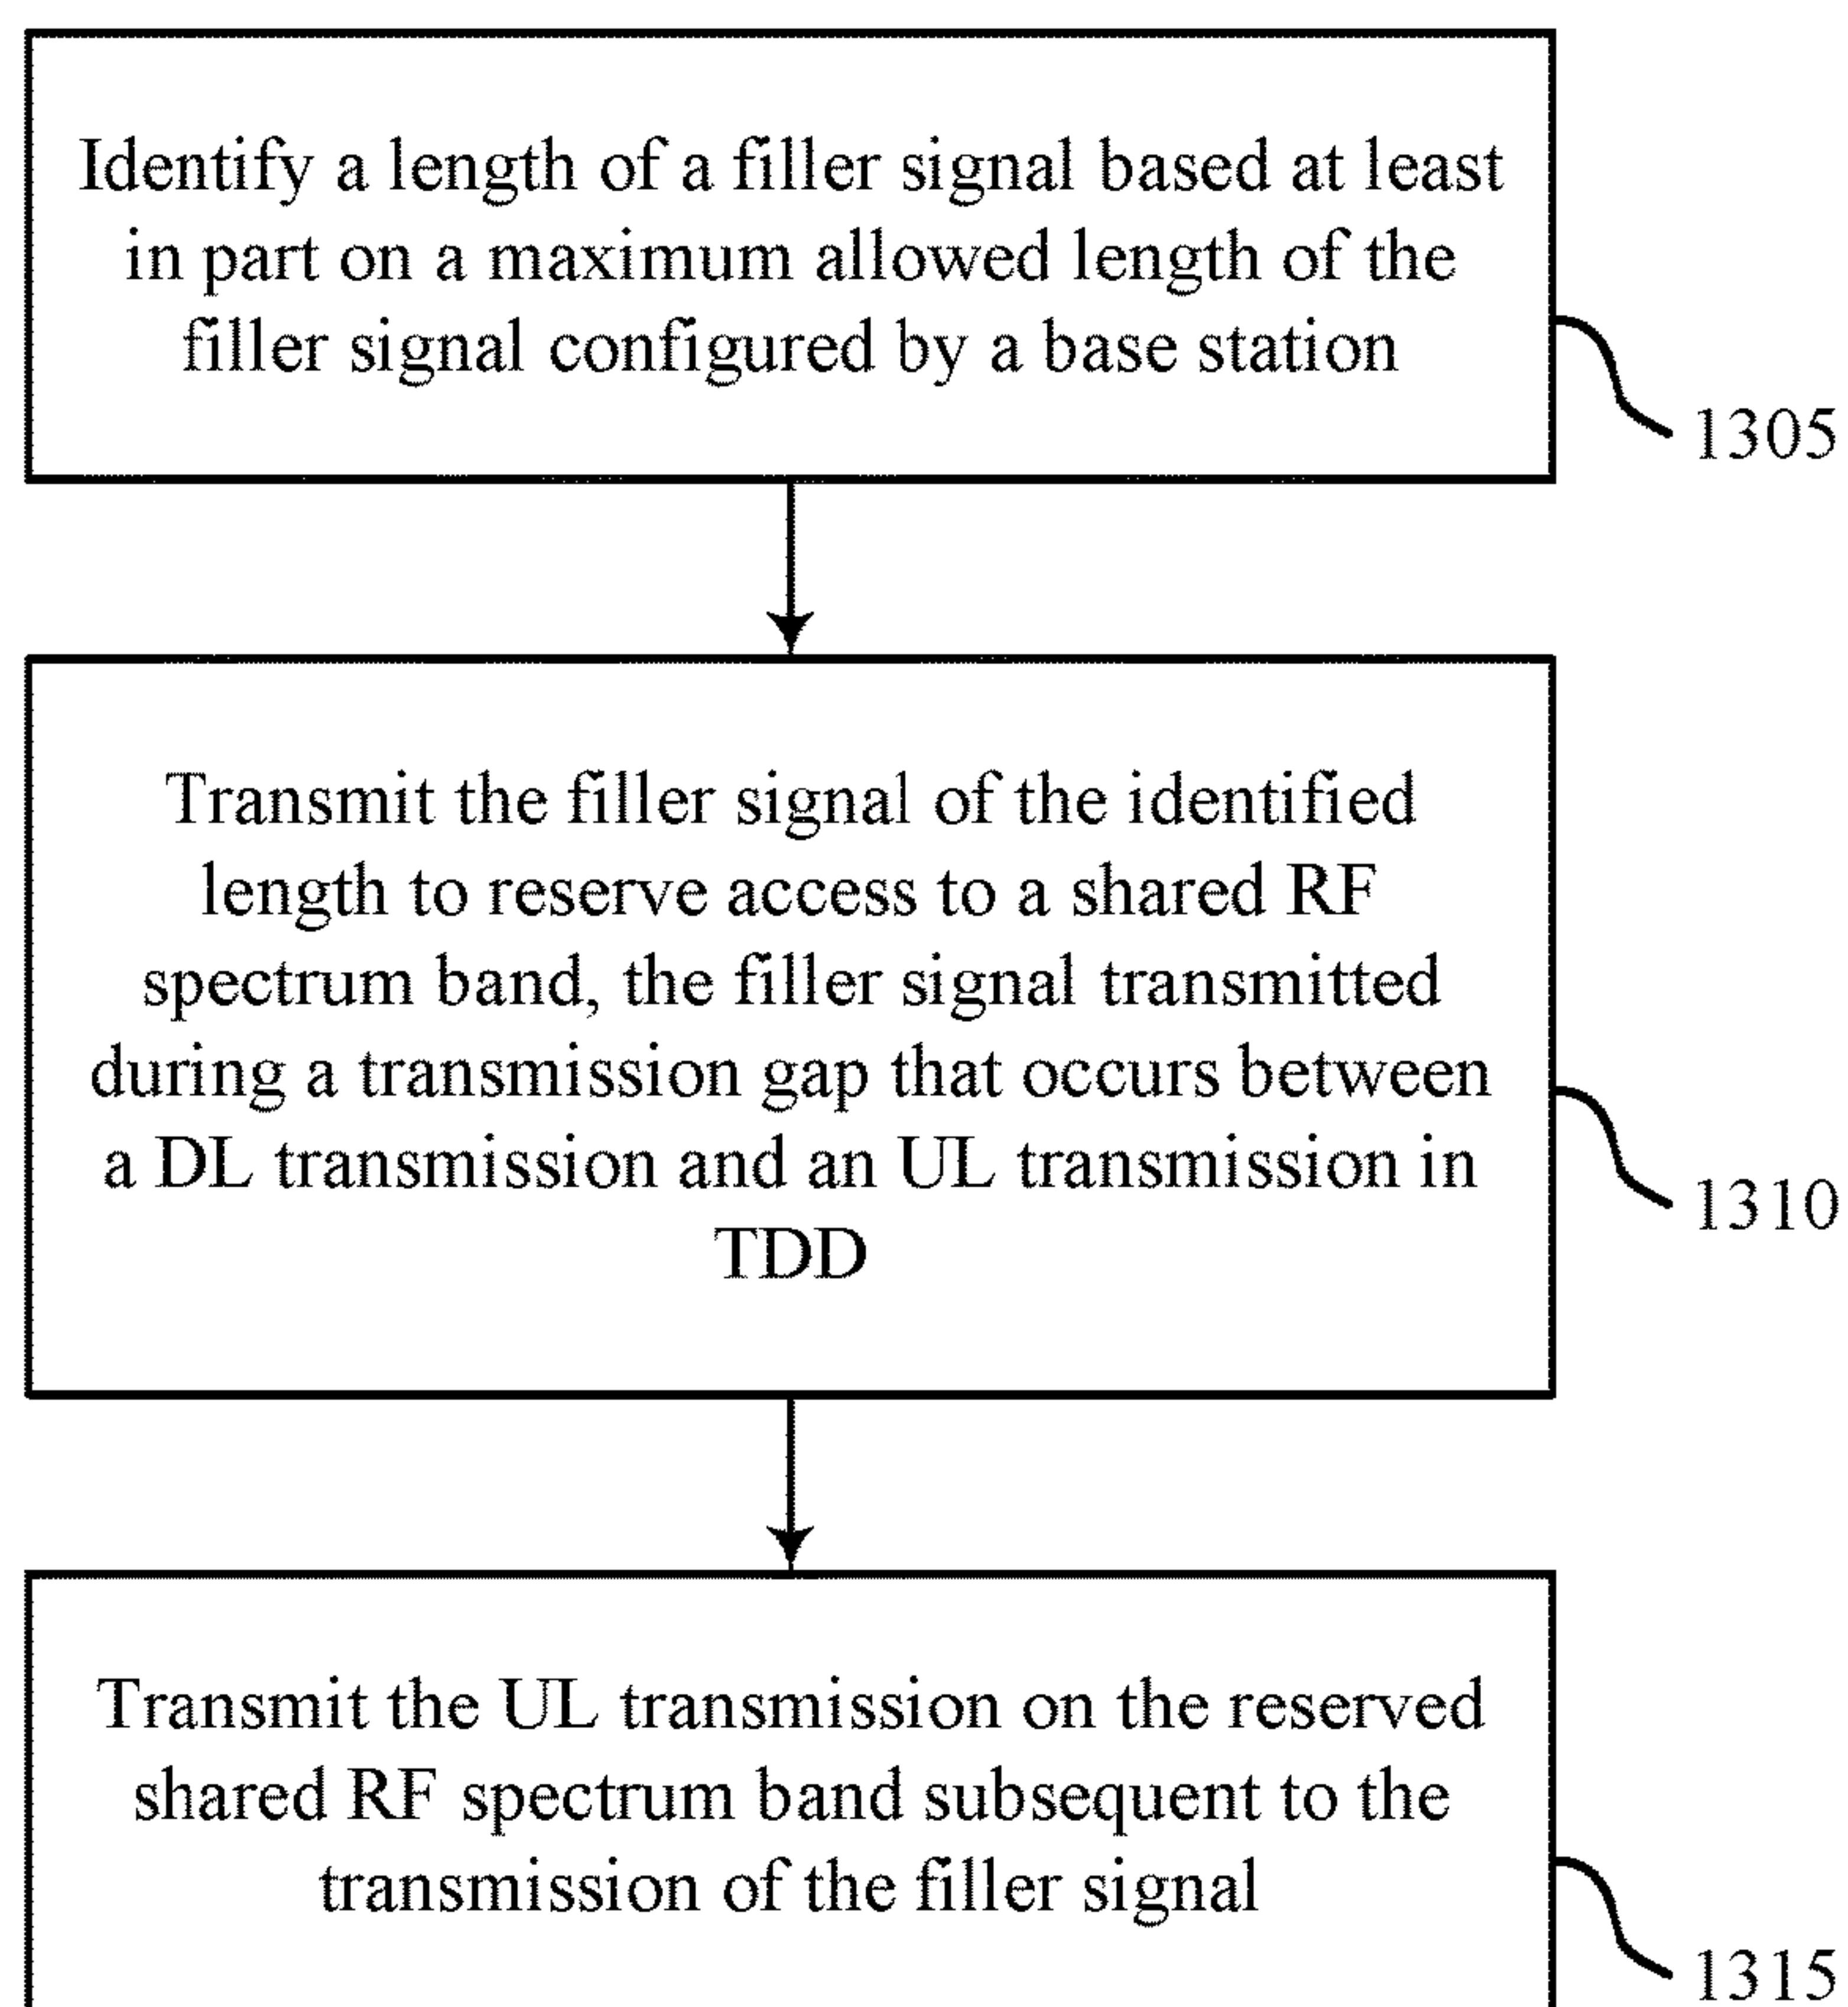 Identify a length of a filler signal based at least
in part on a maximum allowed length of the
filler signal configured by a base station
1305
Transmit the filler signal of the identified
length to reserve access to a shared RF
spectrum band, the filler signal transmitted
during a transmission gap that occurs between
a DL transmission and an UL transmission in
TDD
1310
Transmit the UL transmission on the reserved
shared RF spectrum band subsequent to the
transmission of the filler signal
1315